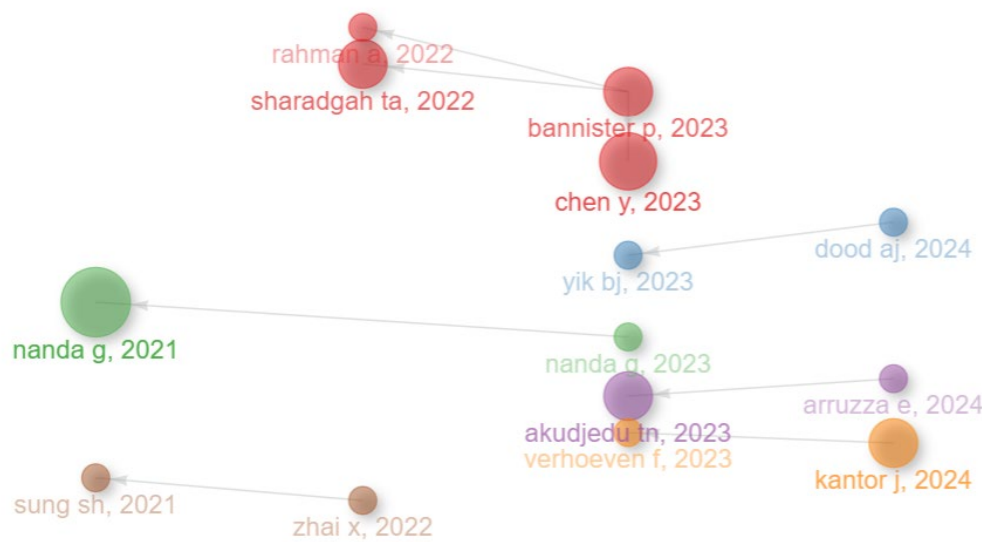 rahman a, 2022
sharadgah ta, 2022
bannister p, 2023
chen y, 2023
dood aj, 2024
yik bj, 2023
nanda g, 2021
nanda g, 2023
arruzza e, 2024
akudjedu tn, 2023
verhoeven f, 2023
kantor j, 2024
sung sh, 2021
zhai x, 2022